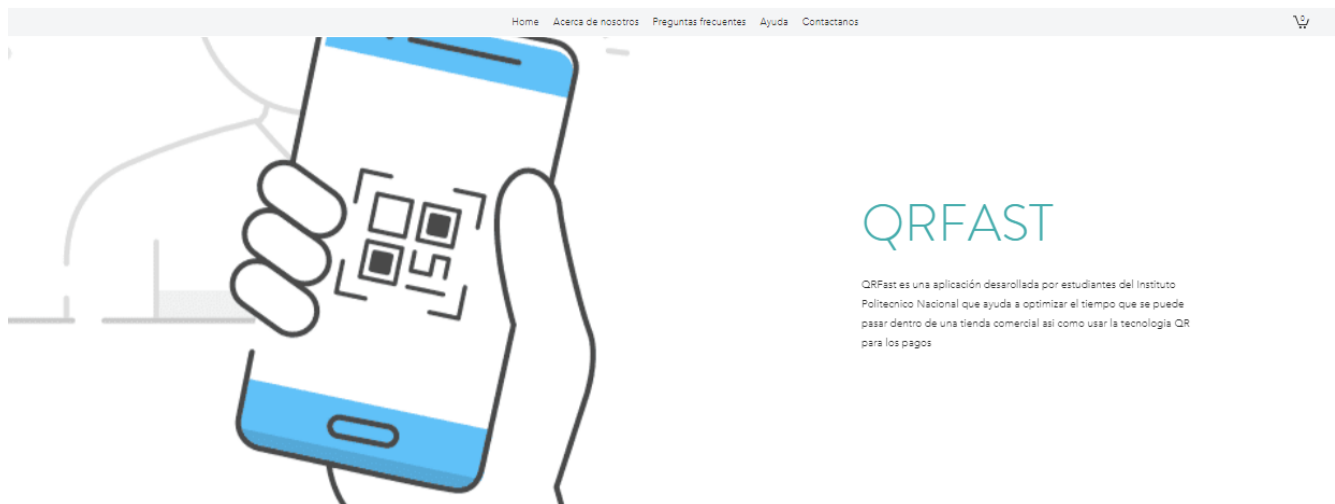 Home Acerca de nosotros Preguntas frecuentes Ayuda Contactanos
0
QRFAST
QRFast es una aplicación desarollada por estudiantes del Instituto
Politecnico Nacional que ayuda a optimizar el tiempo que se puede
pasar dentro de una tienda comercial asi como usar la tecnologia QR
para los pagos